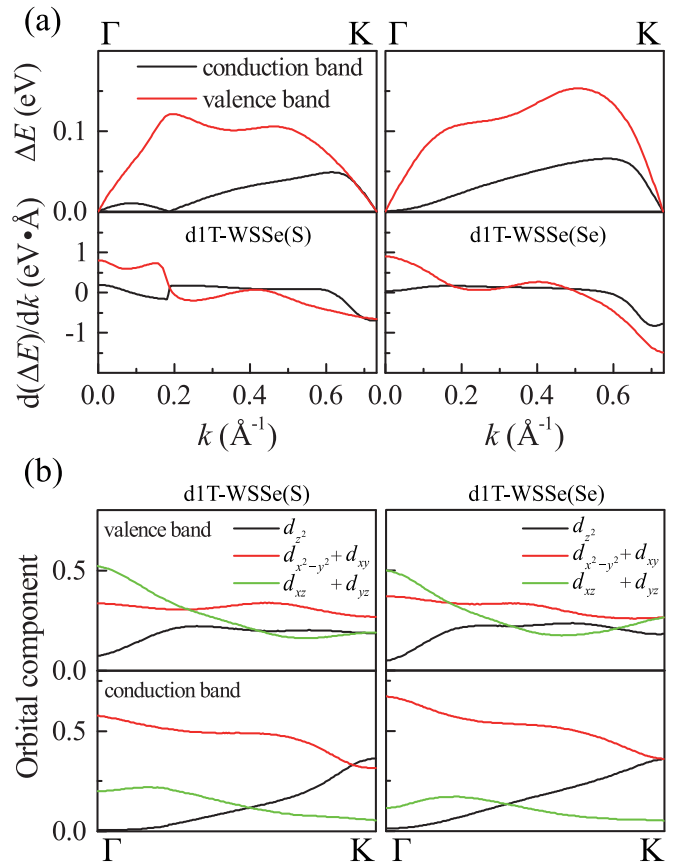 (a)
Γ K Γ K
ΔE (eV)
0.1
0.0
conduction band
valence band
d(ΔE)/dk (eV•Å)
1
0
-1
d1T-WSSe(S)
d1T-WSSe(Se)
0.0 0.2 0.4 0.6 0.0 0.2 0.4 0.6
k (Å⁻¹) k (Å⁻¹)
(b)
d1T-WSSe(S) d1T-WSSe(Se)
Orbital component
valence band
d_{z²}
d_{x²-y²} + d_{xy}
d_{xz} + d_{yz}
d_{z²}
d_{x²-y²} + d_{xy}
d_{xz} + d_{yz}
0.5
0.0
conduction band
0.5
0.0
Γ K Γ K